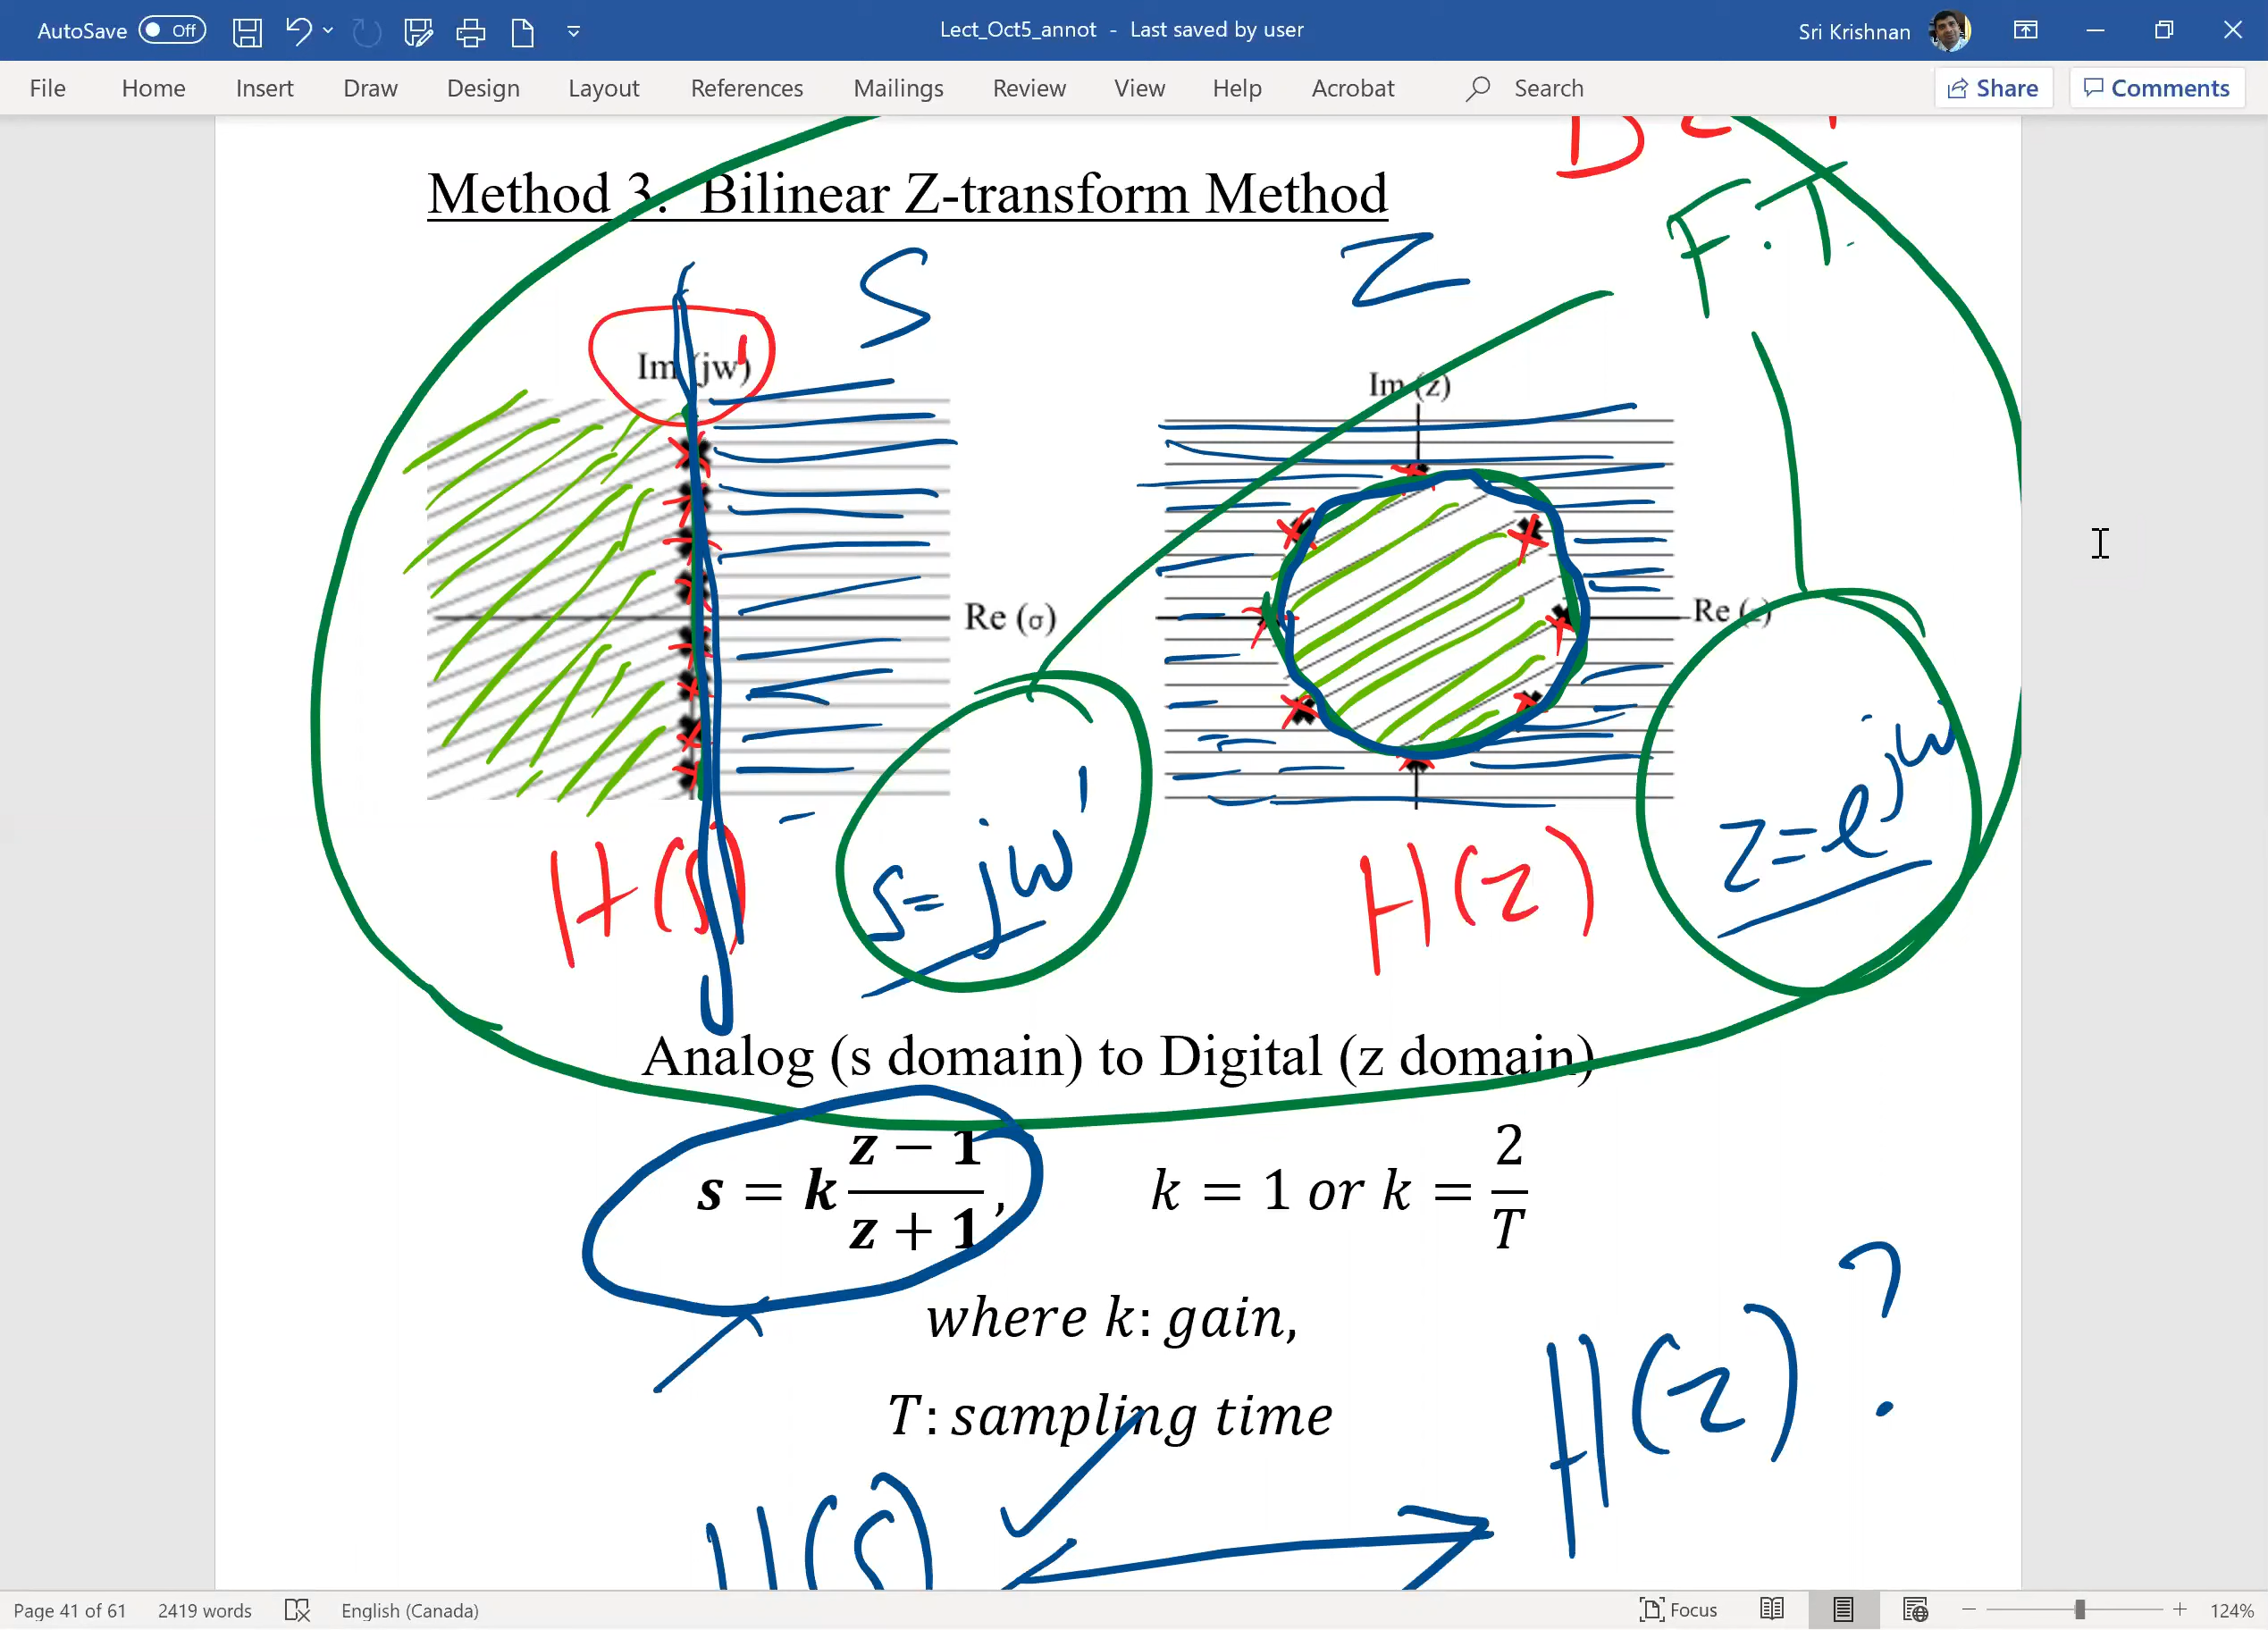 AutoSave Off Lect_Oct5_annot - Last saved by user Sri Krishnan
File Home Insert Draw Design Layout References Mailings Review View Help Acrobat Search Share Comments
Method 3. Bilinear Z-transform Method
F.T.
S Z
Im (jw')
Im (z)
Re (σ)
Re (z)
H(s)
s=jw'
H(z)
z=e^jw
Analog (s domain) to Digital (z domain)
s = k (z − 1)/(z + 1), k = 1 or k = 2/T
where k: gain,
T: sampling time
H(z)?
H(s)
Page 41 of 61 2419 words English (Canada) Focus 124%